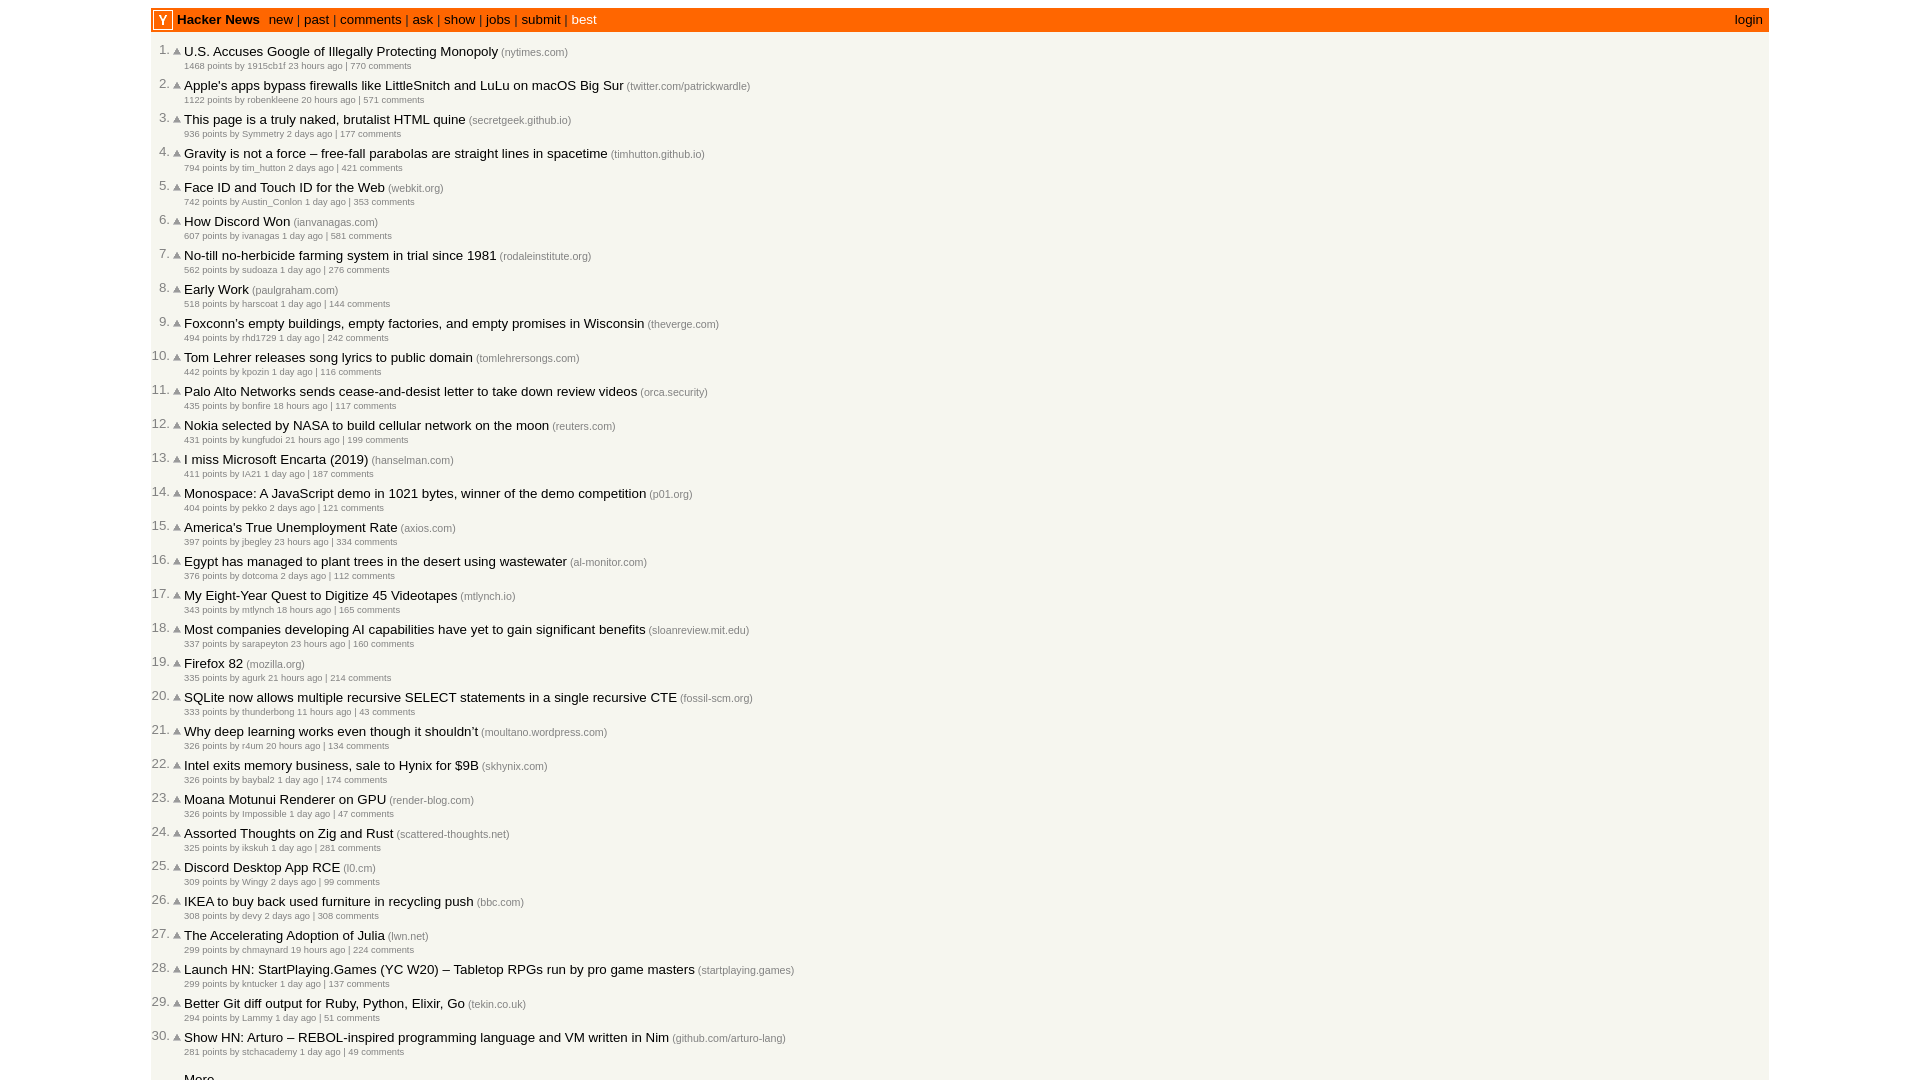 Y Hacker News new | past | comments | ask | show | jobs | submit | best login
1. U.S. Accuses Google of Illegally Protecting Monopoly (nytimes.com)
1468 points by 1915cb1f 23 hours ago | 770 comments
2. Apple's apps bypass firewalls like LittleSnitch and LuLu on macOS Big Sur (twitter.com/patrickwardle)
1122 points by robenkleene 20 hours ago | 571 comments
3. This page is a truly naked, brutalist HTML quine (secretgeek.github.io)
936 points by Symmetry 2 days ago | 177 comments
4. Gravity is not a force – free-fall parabolas are straight lines in spacetime (timhutton.github.io)
794 points by tim_hutton 2 days ago | 421 comments
5. Face ID and Touch ID for the Web (webkit.org)
742 points by Austin_Conlon 1 day ago | 353 comments
6. How Discord Won (ianvanagas.com)
607 points by ivanagas 1 day ago | 581 comments
7. No-till no-herbicide farming system in trial since 1981 (rodaleinstitute.org)
562 points by sudoaza 1 day ago | 276 comments
8. Early Work (paulgraham.com)
518 points by harscoat 1 day ago | 144 comments
9. Foxconn’s empty buildings, empty factories, and empty promises in Wisconsin (theverge.com)
494 points by rhd1729 1 day ago | 242 comments
10. Tom Lehrer releases song lyrics to public domain (tomlehrersongs.com)
442 points by kpozin 1 day ago | 116 comments
11. Palo Alto Networks sends cease-and-desist letter to take down review videos (orca.security)
435 points by bonfire 18 hours ago | 117 comments
12. Nokia selected by NASA to build cellular network on the moon (reuters.com)
431 points by kungfudoi 21 hours ago | 199 comments
13. I miss Microsoft Encarta (2019) (hanselman.com)
411 points by IA21 1 day ago | 187 comments
14. Monospace: A JavaScript demo in 1021 bytes, winner of the demo competition (p01.org)
404 points by pekko 2 days ago | 121 comments
15. America's True Unemployment Rate (axios.com)
397 points by jbegley 23 hours ago | 334 comments
16. Egypt has managed to plant trees in the desert using wastewater (al-monitor.com)
376 points by dotcoma 2 days ago | 112 comments
17. My Eight-Year Quest to Digitize 45 Videotapes (mtlynch.io)
343 points by mtlynch 18 hours ago | 165 comments
18. Most companies developing AI capabilities have yet to gain significant benefits (sloanreview.mit.edu)
337 points by sarapeyton 23 hours ago | 160 comments
19. Firefox 82 (mozilla.org)
335 points by agurk 21 hours ago | 214 comments
20. SQLite now allows multiple recursive SELECT statements in a single recursive CTE (fossil-scm.org)
333 points by thunderbong 11 hours ago | 43 comments
21. Why deep learning works even though it shouldn’t (moultano.wordpress.com)
326 points by r4um 20 hours ago | 134 comments
22. Intel exits memory business, sale to Hynix for $9B (skhynix.com)
326 points by baybal2 1 day ago | 174 comments
23. Moana Motunui Renderer on GPU (render-blog.com)
326 points by Impossible 1 day ago | 47 comments
24. Assorted Thoughts on Zig and Rust (scattered-thoughts.net)
325 points by ikskuh 1 day ago | 281 comments
25. Discord Desktop App RCE (l0.cm)
309 points by Wingy 2 days ago | 99 comments
26. IKEA to buy back used furniture in recycling push (bbc.com)
308 points by devy 2 days ago | 308 comments
27. The Accelerating Adoption of Julia (lwn.net)
299 points by chmaynard 19 hours ago | 224 comments
28. Launch HN: StartPlaying.Games (YC W20) – Tabletop RPGs run by pro game masters (startplaying.games)
299 points by kntucker 1 day ago | 137 comments
29. Better Git diff output for Ruby, Python, Elixir, Go (tekin.co.uk)
294 points by Lammy 1 day ago | 51 comments
30. Show HN: Arturo – REBOL-inspired programming language and VM written in Nim (github.com/arturo-lang)
281 points by stchacademy 1 day ago | 49 comments
More